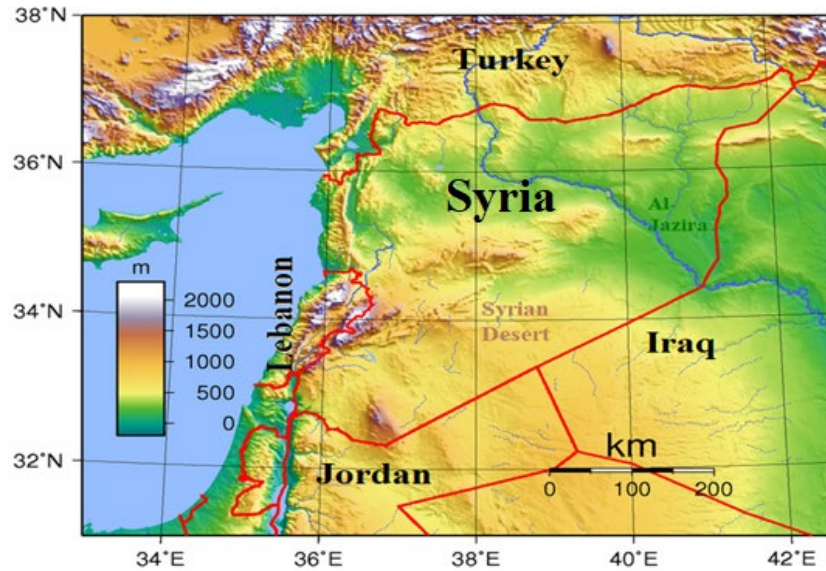 38°N
Turkey
36°N
Syria
Al-
Jazira
m
2000
1500
1000
500
0
Lebanon
34°N
Syrian
Desert
Iraq
32°N
Jordan
km
0
100
200
34°E
36°E
38°E
40°E
42°E